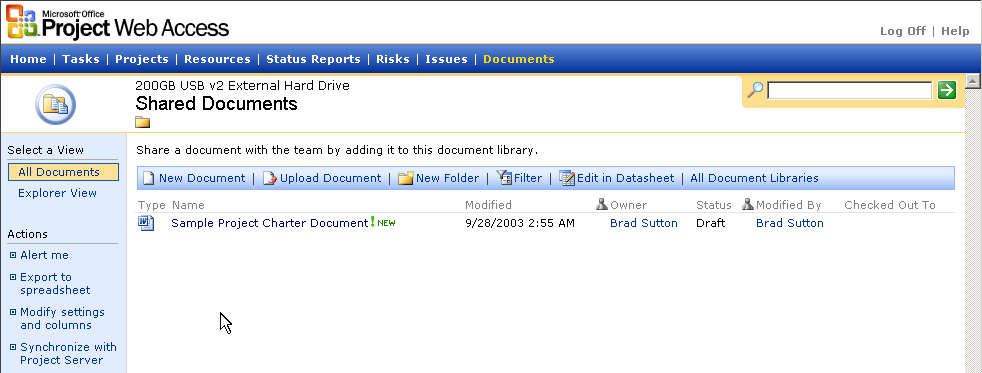 Microsoft Office
Project Web Access
Log Off | Help
Home | Tasks | Projects | Resources | Status Reports | Risks | Issues | Documents
200GB USB v2 External Hard Drive
Shared Documents
Select a View
All Documents
Explorer View
Actions
Alert me
Export to
spreadsheet
Modify settings
and columns
Synchronize with
Project Server
Share a document with the team by adding it to this document library.
New Document | Upload Document | New Folder | Filter | Edit in Datasheet | All Document Libraries
Type Name Modified Owner Status Modified By Checked Out To
Sample Project Charter Document ! NEW 9/28/2003 2:55 AM Brad Sutton Draft Brad Sutton